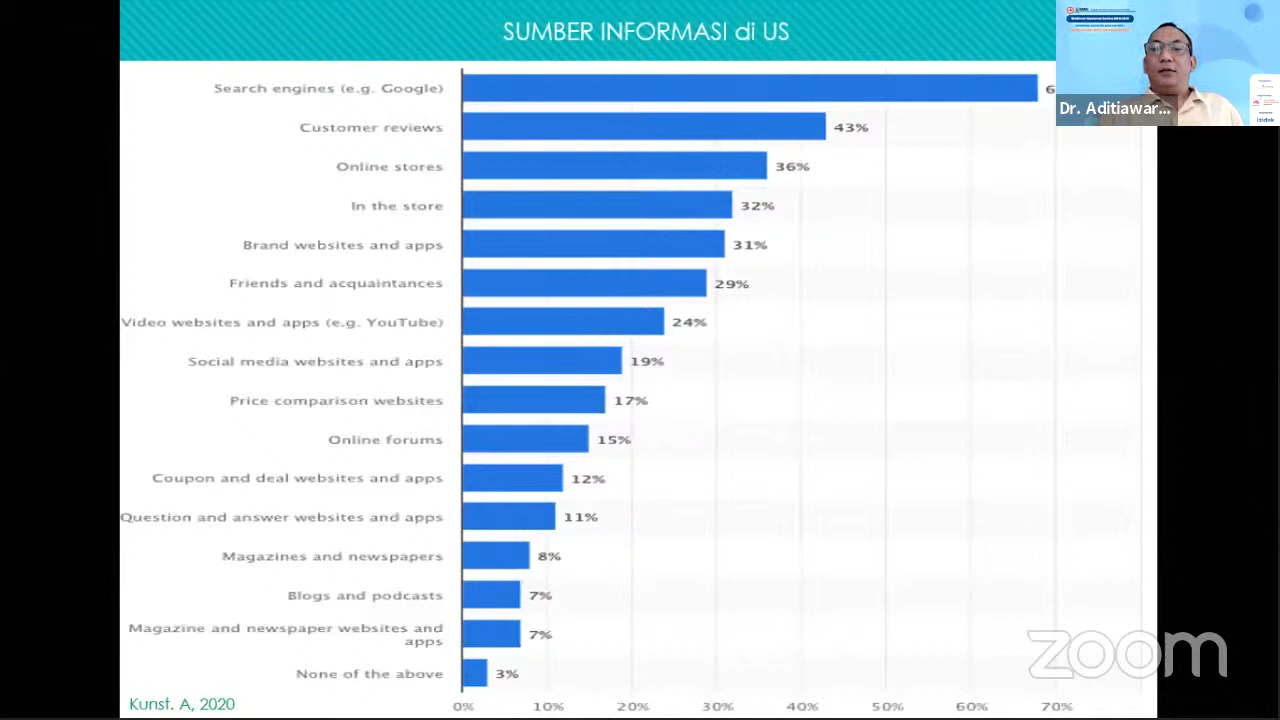 SUMBER INFORMASI di US
Dr. Aditiawar...
Search engines (e.g. Google)
Customer reviews 43%
Online stores 36%
In the store 32%
Brand websites and apps 31%
Friends and acquaintances 29%
Video websites and apps (e.g. YouTube) 24%
Social media websites and apps 19%
Price comparison websites 17%
Online forums 15%
Coupon and deal websites and apps 12%
Question and answer websites and apps 11%
Magazines and newspapers 8%
Blogs and podcasts 7%
Magazine and newspaper websites and
apps 7%
None of the above 3%
0% 10% 20% 30% 40% 50% 60% 70%
Kunst. A, 2020
zoom